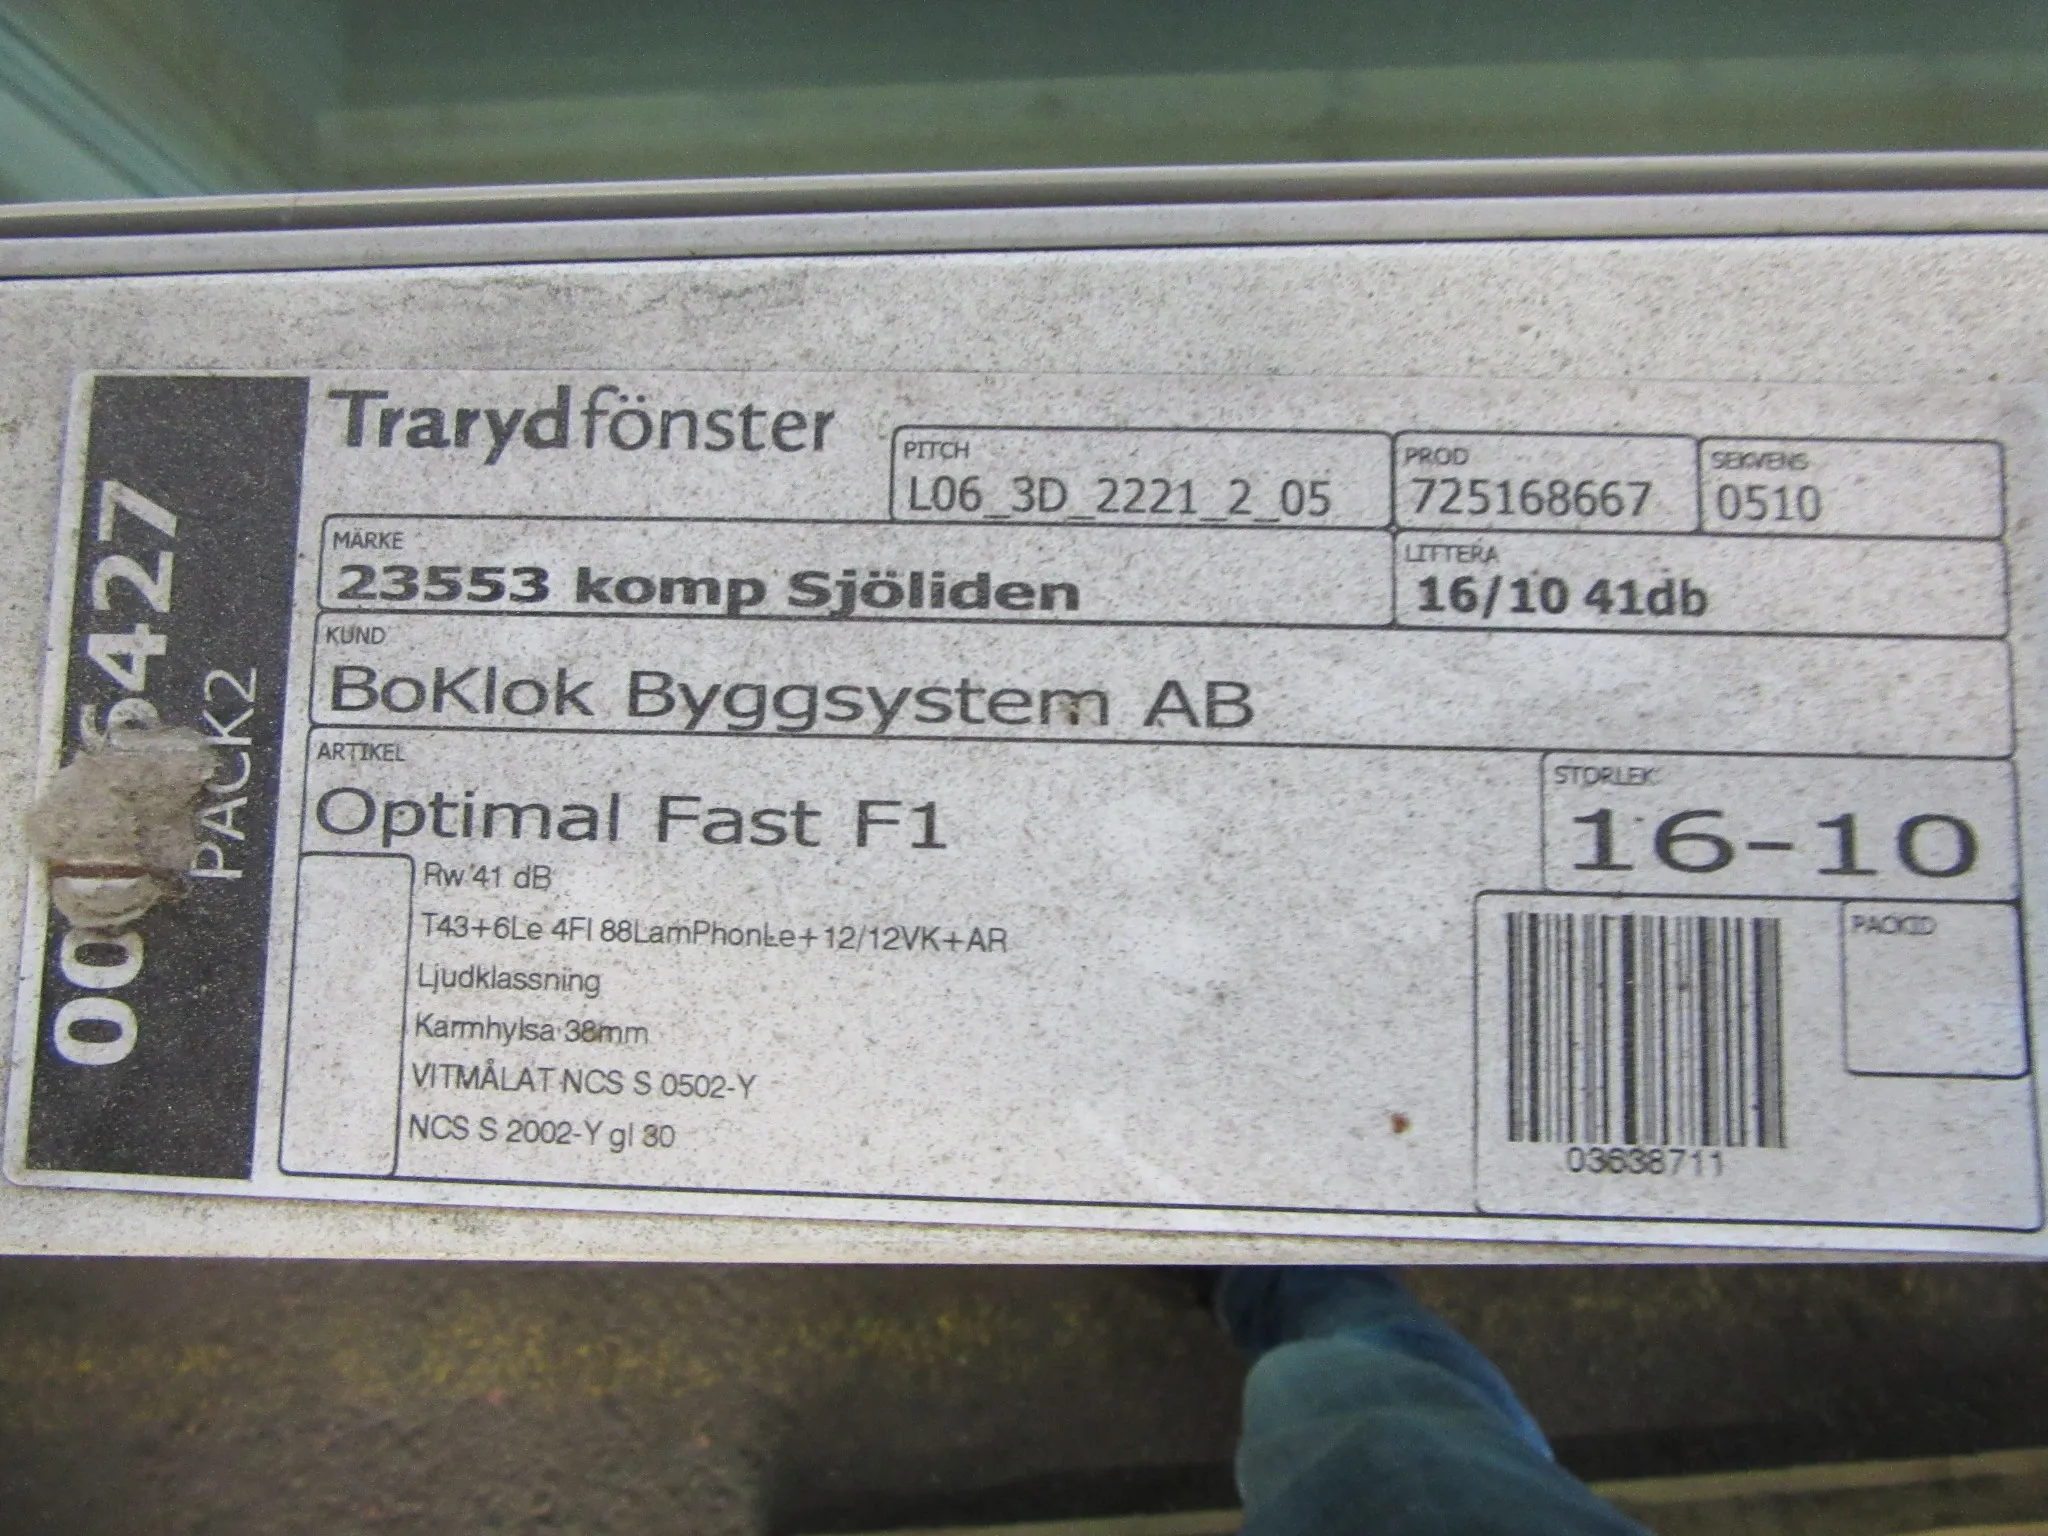 Trarydfönster
PITCH
L06_3D_2221_2_05
PROD
725168667
SEKVENS
0510
MÄRKE
23553 komp Sjöliden
LITTERA
16/10 41db
KUND
BoKlok Byggsystem AB
ARTIKEL
Optimal Fast F1
STORLEK
16-10
Rw 41 dB
T43+6Le 4Fl 88LamPhonLe+12/12VK+AR
Ljudklassning
Karmhylsa 38mm
VITMÅLAT NCS S 0502-Y
NCS S 2002-Y gl 30
PACKID
03638711
PACK2